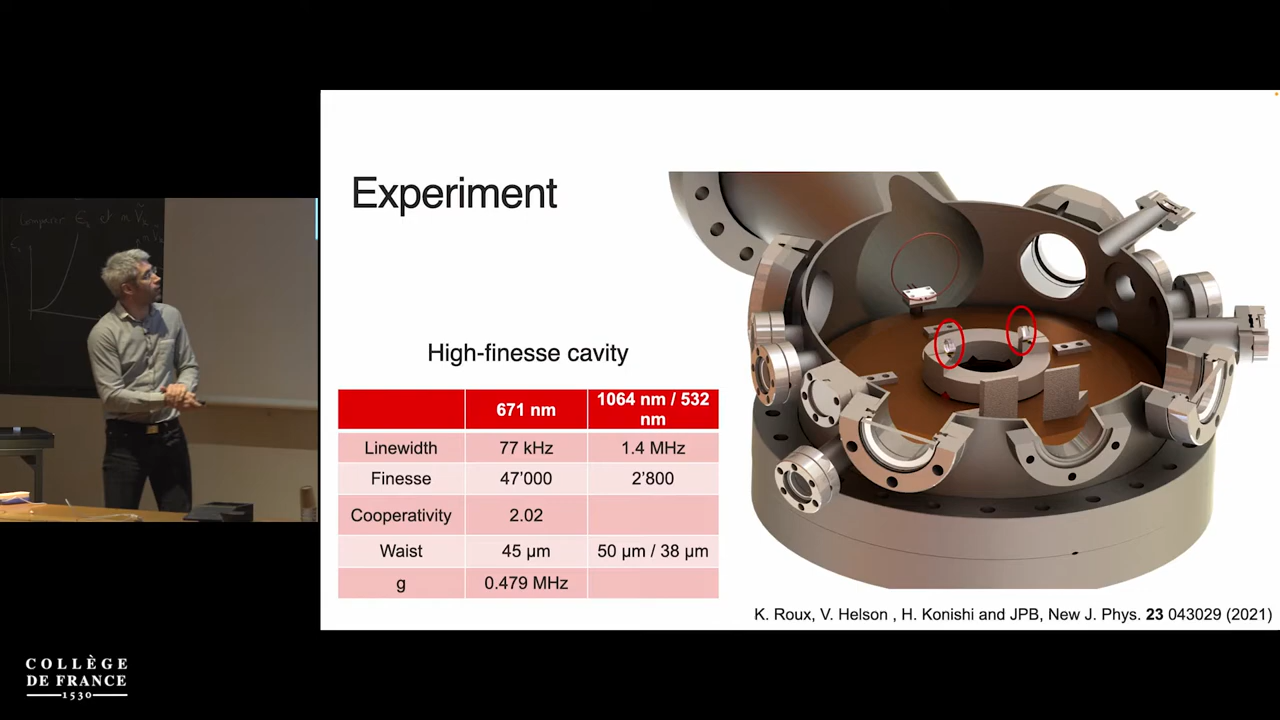 Experiment
High-finesse cavity
671 nm
1064 nm / 532
nm
Linewidth 77 kHz 1.4 MHz
Finesse 47’000 2’800
Cooperativity 2.02
Waist 45 µm 50 µm / 38 µm
g 0.479 MHz
K. Roux, V. Helson , H. Konishi and JPB, New J. Phys. 23 043029 (2021)
Comparer
et
COLLÈGE
DE FRANCE
1530